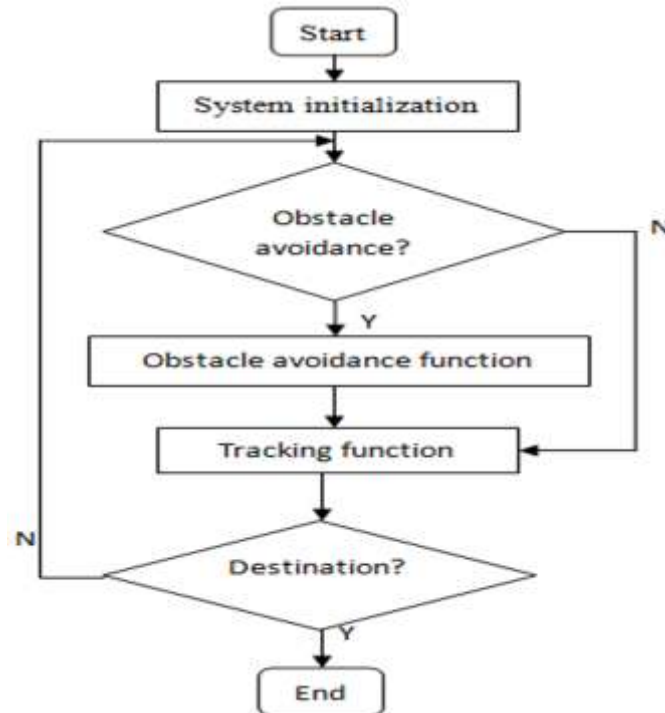 Start
System initialization
Obstacle
avoidance?
N
Y
Obstacle avoidance function
Tracking function
N
Destination?
Y
End